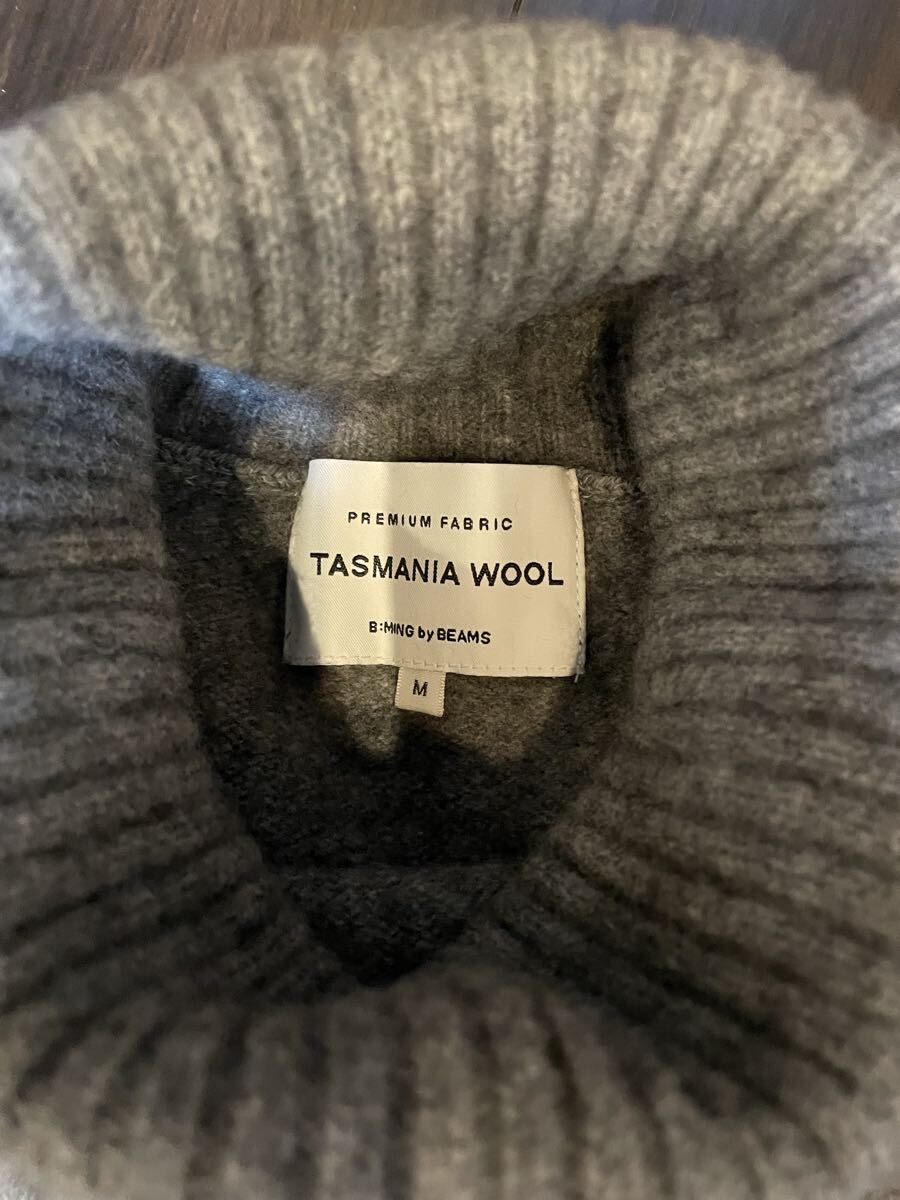 PREMIUM FABRIC
TASMANIA WOOL
B:MING by BEAMS
M